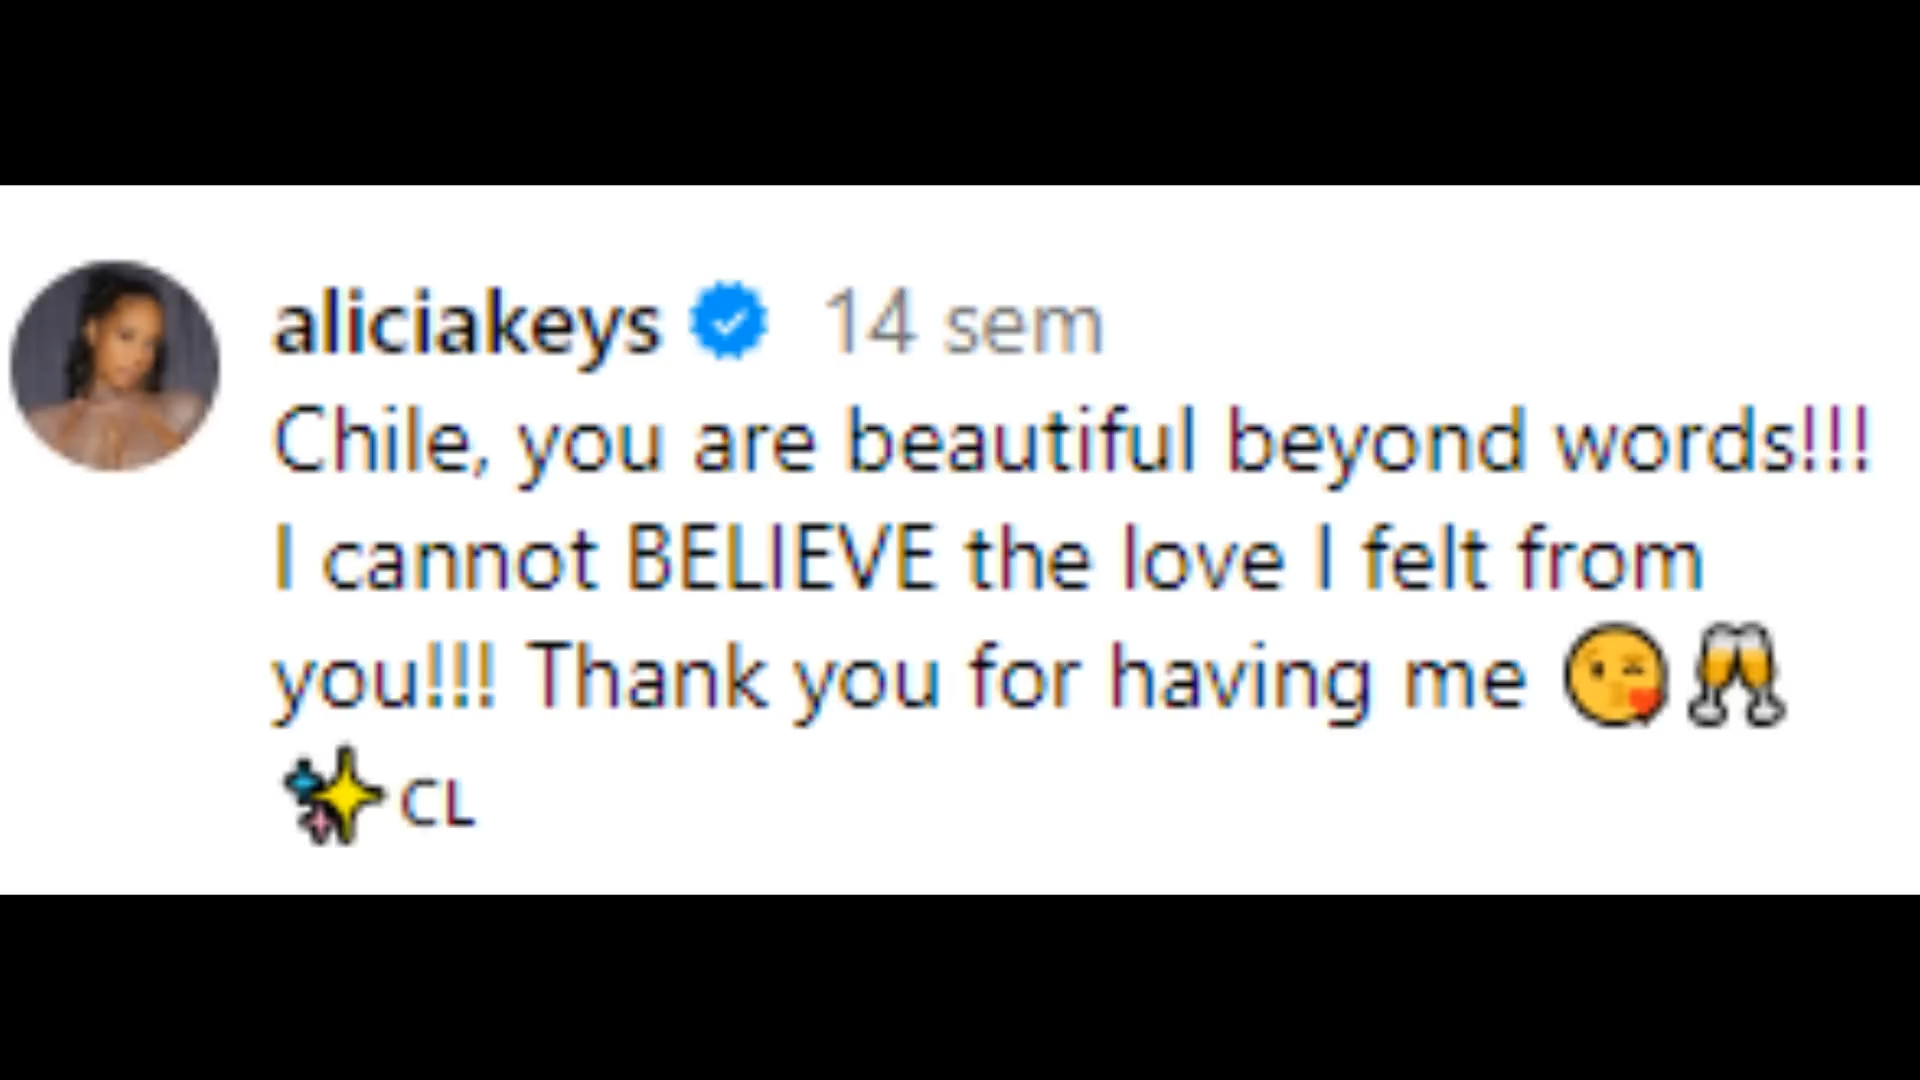 aliciakeys 14 sem
Chile, you are beautiful beyond words!!!
I cannot BELIEVE the love I felt from
you!!! Thank you for having me 😘🥂
✨CL